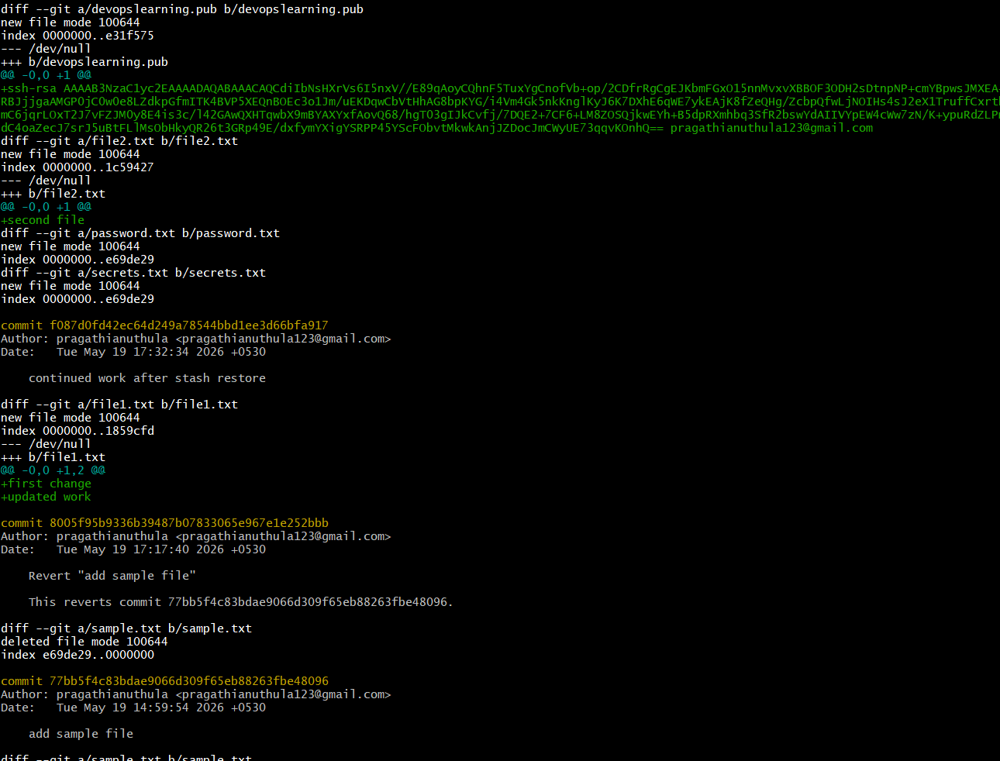 diff --git a/devopslearning.pub b/devopslearning.pub
new file mode 100644
index 0000000..e31f575
--- /dev/null
+++ b/devopslearning.pub
@@ -0,0 +1 @@
+ssh-rsa AAAAB3NzaC1yc2EAAAADAQABAAACAQCdiIbNsHXrVs6I5nxV//E89qAoyCQhnF5TuxYgCnofVb+op/2CDfrRgCgEJKbmFGxO15nnMvxvXBBOF3ODH2sDtnpNP+cmYBpwsJMXEA
RBJjjgaAMGPOjCOwOe8LZdkpGfmITK4BVP5XEQnBOEc3o1Jm/uEKDqwCbVtHhAG8bpKYG/i4Vm4Gk5nkKnglKyJ6K7DXhE6qWE7ykEAjK8fZeQHg/ZcbpQfwLjNOIHs4sJ2eX1TruffCxrt
mC6jqrLOxT2J7vFZJMOy8E4is3c/l42GAwQXHTqwbX9mBYAXYxfAovQ68/hgTO3gIJkCvfj/7DQE2+7CF6+LM8ZOSQjkwEYh+B5dpRXmhbq3SfR2bswYdAIIVYpEW4cWw7zN/K+ypuRdZLP
dC4oaZecJ7srJ5uBtFLlMsObHkyQR26t3GRp49E/dxfymYXigYSRPP45YScFObvtMkwkAnjJZDocJmCWyUE73qqvKOnhQ== pragathianuthula123@gmail.com
diff --git a/file2.txt b/file2.txt
new file mode 100644
index 0000000..1c59427
--- /dev/null
+++ b/file2.txt
@@ -0,0 +1 @@
+second file
diff --git a/password.txt b/password.txt
new file mode 100644
index 0000000..e69de29
diff --git a/secrets.txt b/secrets.txt
new file mode 100644
index 0000000..e69de29
commit f087d0fd42ec64d249a78544bbd1ee3d66bfa917
Author: pragathianuthula <pragathianuthula123@gmail.com>
Date:   Tue May 19 17:32:34 2026 +0530
    continued work after stash restore
diff --git a/file1.txt b/file1.txt
new file mode 100644
index 0000000..1859cfd
--- /dev/null
+++ b/file1.txt
@@ -0,0 +1,2 @@
+first change
+updated work
commit 8005f95b9336b39487b07833065e967e1e252bbb
Author: pragathianuthula <pragathianuthula123@gmail.com>
Date:   Tue May 19 17:17:40 2026 +0530
    Revert "add sample file"
    This reverts commit 77bb5f4c83bdae9066d309f65eb88263fbe48096.
diff --git a/sample.txt b/sample.txt
deleted file mode 100644
index e69de29..0000000
commit 77bb5f4c83bdae9066d309f65eb88263fbe48096
Author: pragathianuthula <pragathianuthula123@gmail.com>
Date:   Tue May 19 14:59:54 2026 +0530
    add sample file
diff --git a/sample.txt b/sample.txt